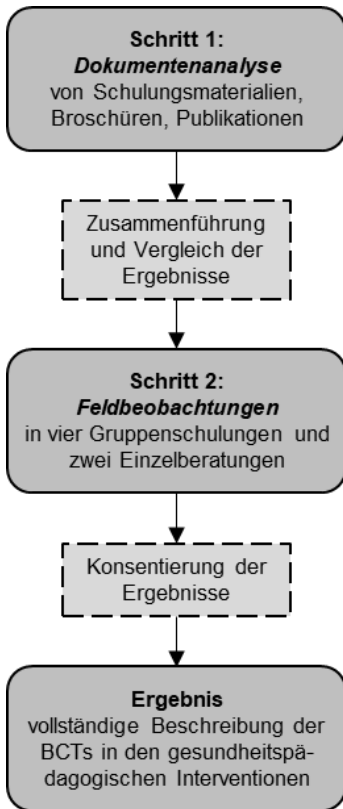 Schritt 1:
Dokumentenanalyse
von Schulungsmaterialien,
Broschüren, Publikationen
Zusammenführung
und Vergleich der
Ergebnisse
Schritt 2:
Feldbeobachtungen
in vier Gruppenschulungen und
zwei Einzelberatungen
Konsentierung der
Ergebnisse
Ergebnis
vollständige Beschreibung der
BCTs in den gesundheitspä-
dagogischen Interventionen